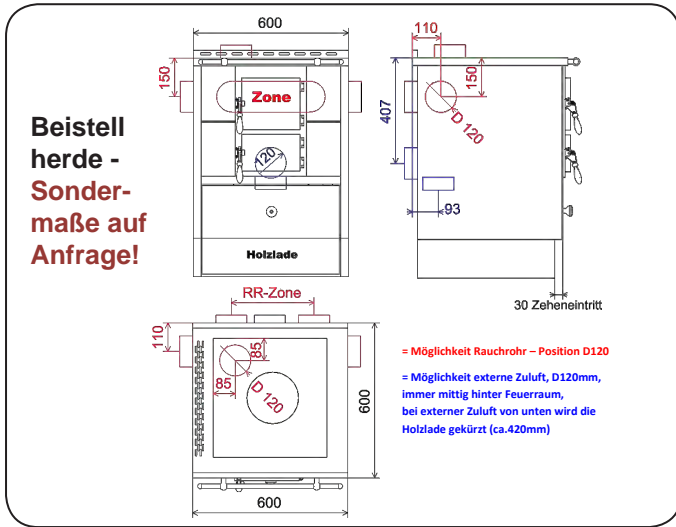 Beistell
herde -
Sonder-
maße auf
Anfrage!
600
150
Zone
120
Holzlade
110
150
D 120
407
93
30 Zeheneintritt
RR-Zone
110
85
85
D 120
600
600
= Möglichkeit Rauchrohr – Position D120
= Möglichkeit externe Zuluft, D120mm,
immer mittig hinter Feuerraum,
bei externer Zuluft von unten wird die
Holzlade gekürzt (ca.420mm)